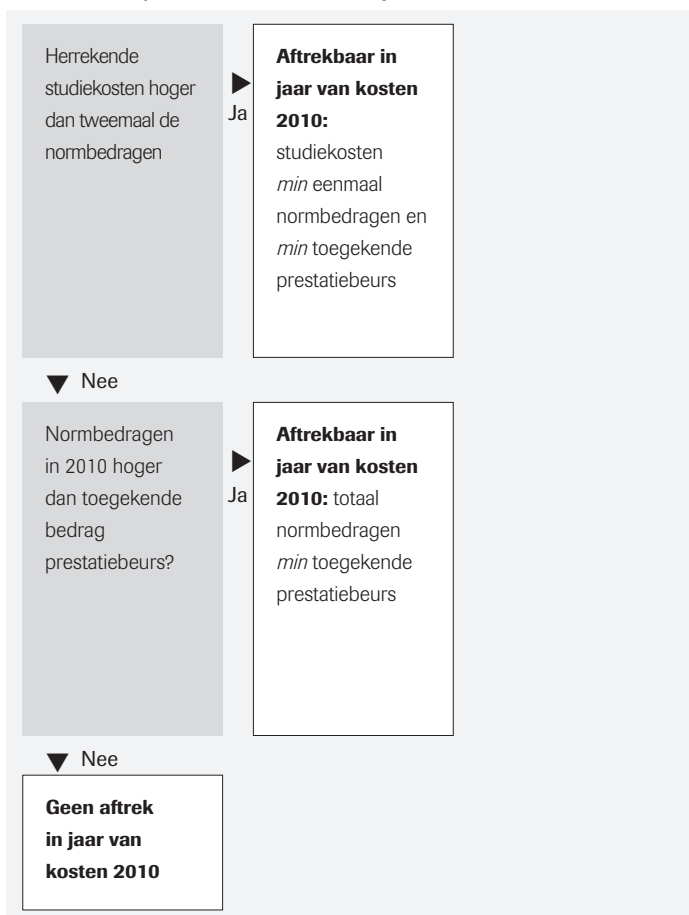 Herrekende
studiekosten hoger
dan tweemaal de
normbedragen
Ja
Aftrekbaar in
jaar van kosten
2010:
studiekosten
min eenmaal
normbedragen en
min toegekende
prestatiebeurs
Nee
Normbedragen
in 2010 hoger
dan toegekende
bedrag
prestatiebeurs?
Ja
Aftrekbaar in
jaar van kosten
2010: totaal
normbedragen
min toegekende
prestatiebeurs
Nee
Geen aftrek
in jaar van
kosten 2010